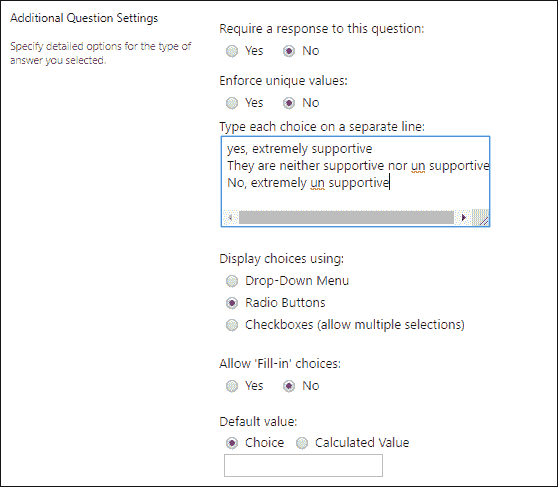 Additional Question Settings
Specify detailed options for the type of
answer you selected.
Require a response to this question:
Yes No
Enforce unique values:
Yes No
Type each choice on a separate line:
yes, extremely supportive
They are neither supportive nor un supportive
No, extremely un supportive
Display choices using:
Drop-Down Menu
Radio Buttons
Checkboxes (allow multiple selections)
Allow 'Fill-in' choices:
Yes No
Default value:
Choice Calculated Value